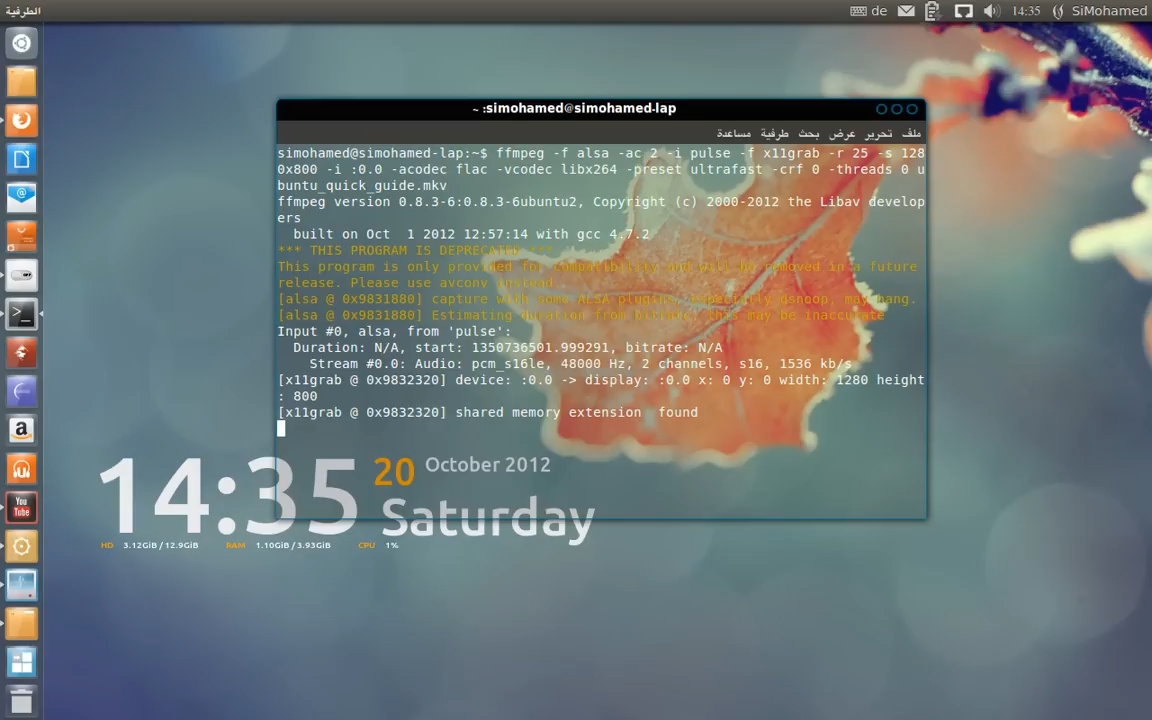 الطرفية
de
14:35
SiMohamed
~ :simohamed@simohamed-lap
ملف تحرير عرض بحث طرفية مساعدة
simohamed@simohamed-lap:~$ ffmpeg -f alsa -ac 2 -i pulse -f x11grab -r 25 -s 128
0x800 -i :0.0 -acodec flac -vcodec libx264 -preset ultrafast -crf 0 -threads 0 u
buntu_quick_guide.mkv
ffmpeg version 0.8.3-6:0.8.3-6ubuntu2, Copyright (c) 2000-2012 the Libav develop
ers
  built on Oct  1 2012 12:57:14 with gcc 4.7.2
*** THIS PROGRAM IS DEPRECATED ***
This program is only provided for compatibility and will be removed in a future
release. Please use avconv instead.
[alsa @ 0x9831880] capture with some ALSA plugins, especially dsnoop, may hang.
[alsa @ 0x9831880] Estimating duration from bitrate, this may be inaccurate
Input #0, alsa, from 'pulse':
  Duration: N/A, start: 1350736501.999291, bitrate: N/A
    Stream #0.0: Audio: pcm_s16le, 48000 Hz, 2 channels, s16, 1536 kb/s
[x11grab @ 0x9832320] device: :0.0 -> display: :0.0 x: 0 y: 0 width: 1280 height
: 800
[x11grab @ 0x9832320] shared memory extension  found
14:35
20 October 2012
Saturday
HD 3.12GiB / 12.9GiB RAM 1.10GiB / 3.93GiB CPU 1%
a
You
Tube